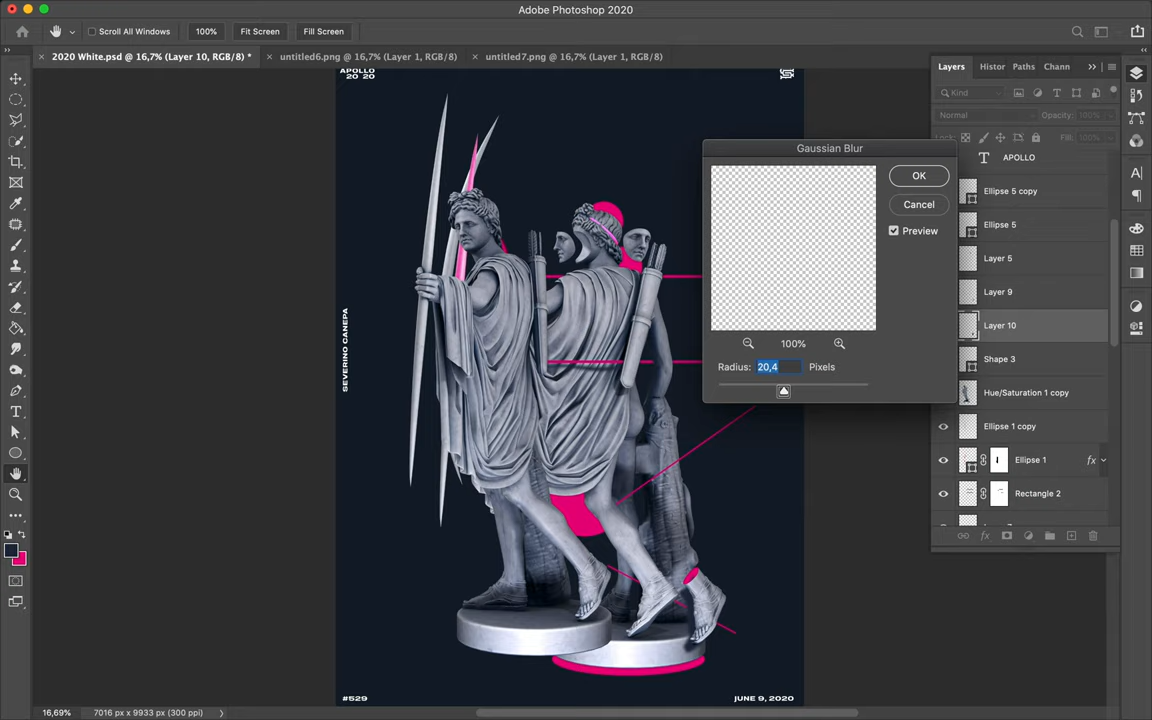 Adobe Photoshop 2020
Scroll All Windows
100%
Fit Screen
Fill Screen
2020 White.psd @ 16,7% (Layer 10, RGB/8) *
untitled6.png @ 16,7% (Layer 1, RGB/8)
untitled7.png @ 16,7% (Layer 1, RGB/8)
Layers
Histor
Paths
Chann
Kind
Normal
Opacity: 100%
Lock:
Fill: 100%
APOLLO
Ellipse 5 copy
Ellipse 5
Layer 5
Layer 9
Layer 10
Shape 3
Hue/Saturation 1 copy
Ellipse 1 copy
Ellipse 1
fx
Rectangle 2
fx
Gaussian Blur
OK
Cancel
Preview
100%
Radius: 20,4 Pixels
APOLLO
20 20
SEVERINO CANEPA
#529
JUNE 9, 2020
16,69%
7016 px x 9933 px (300 ppi)